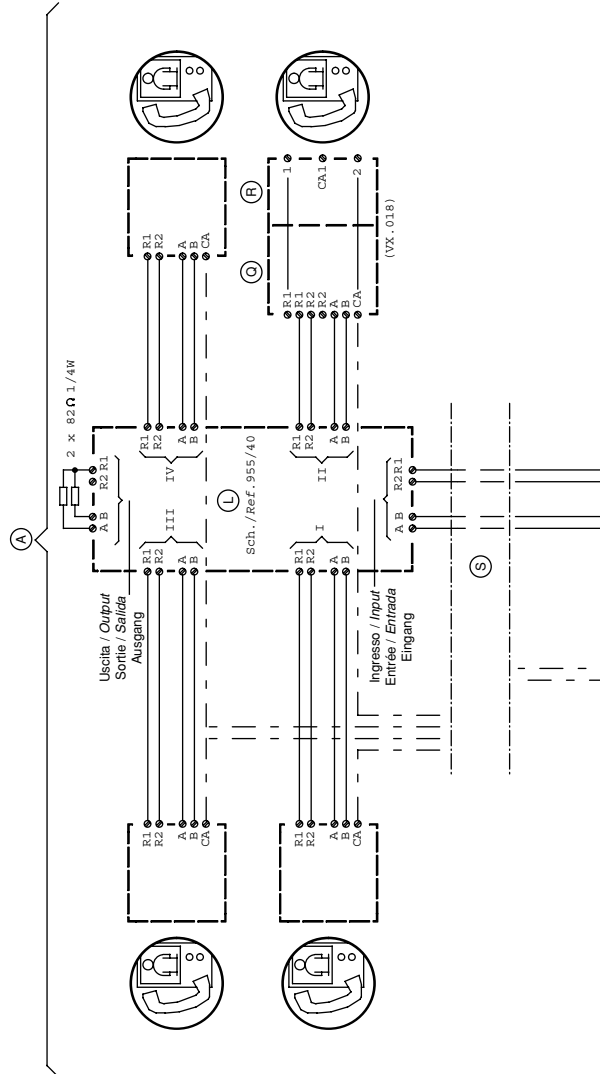 A
2 x 82Ω 1/4W
A B R2 R1
Uscita / Output
Sortie / Salida
Ausgang
R1
R2
A
B
CA
R1
R2
A
B
III
IV
R1
R2
A
B
R1
R2
A
B
CA
L
Sch./Ref.955/40
Q
R
R1
R2
A
B
CA
R1
R2
A
B
I
II
R1
R2
A
B
R1
R1
R2
R2
A
B
CA
1
CA1
2
(VX.018)
A B R2 R1
Ingresso / Input
Entrée / Entrada
Eingang
S